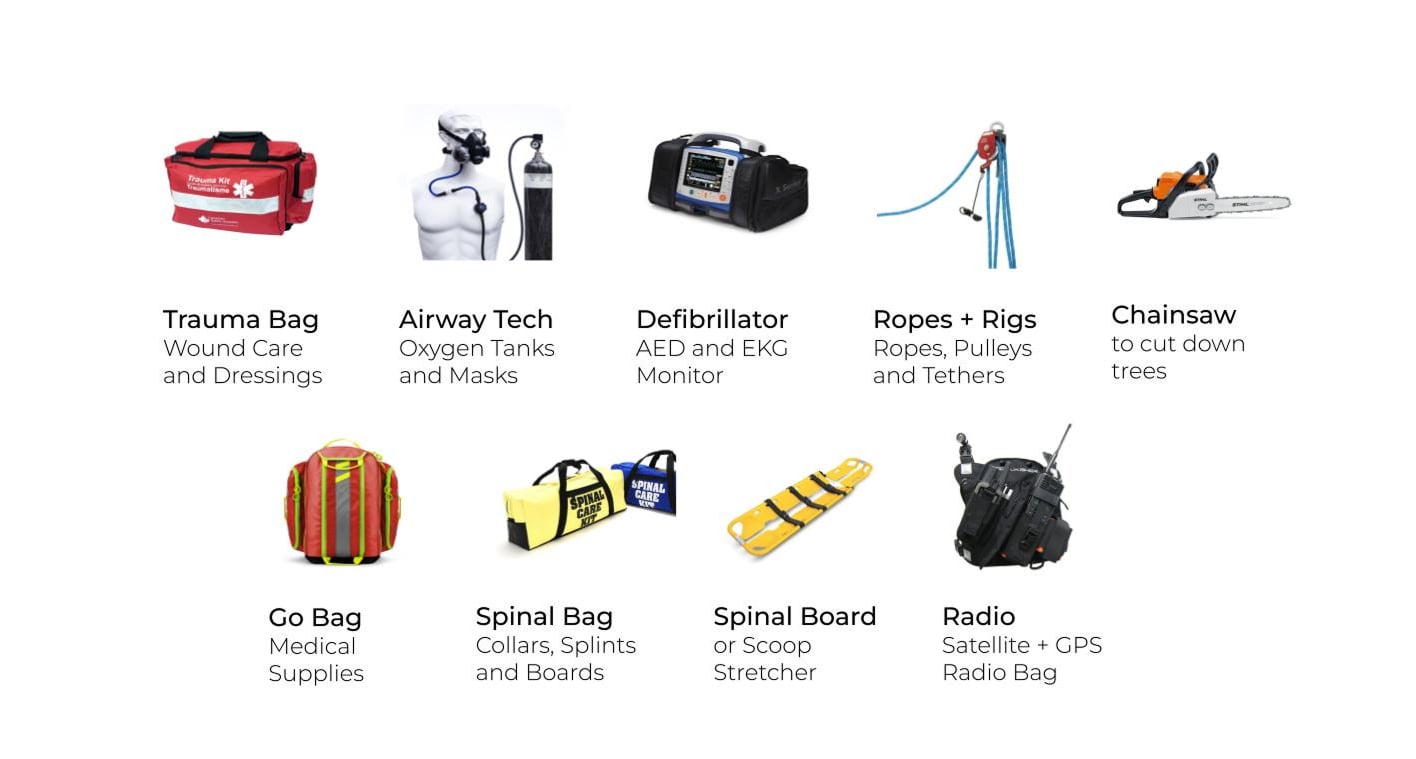 Trauma Kit
Traumatisme
X Series
STIHL
STIHL
Trauma Bag
Wound Care
and Dressings
Airway Tech
Oxygen Tanks
and Masks
Defibrillator
AED and EKG
Monitor
Ropes + Rigs
Ropes, Pulleys
and Tethers
Chainsaw
to cut down
trees
SPINAL
CARE
KIT
SPINAL
CARE
KIT
Go Bag
Medical
Supplies
Spinal Bag
Collars, Splints
and Boards
Spinal Board
or Scoop
Stretcher
Radio
Satellite + GPS
Radio Bag